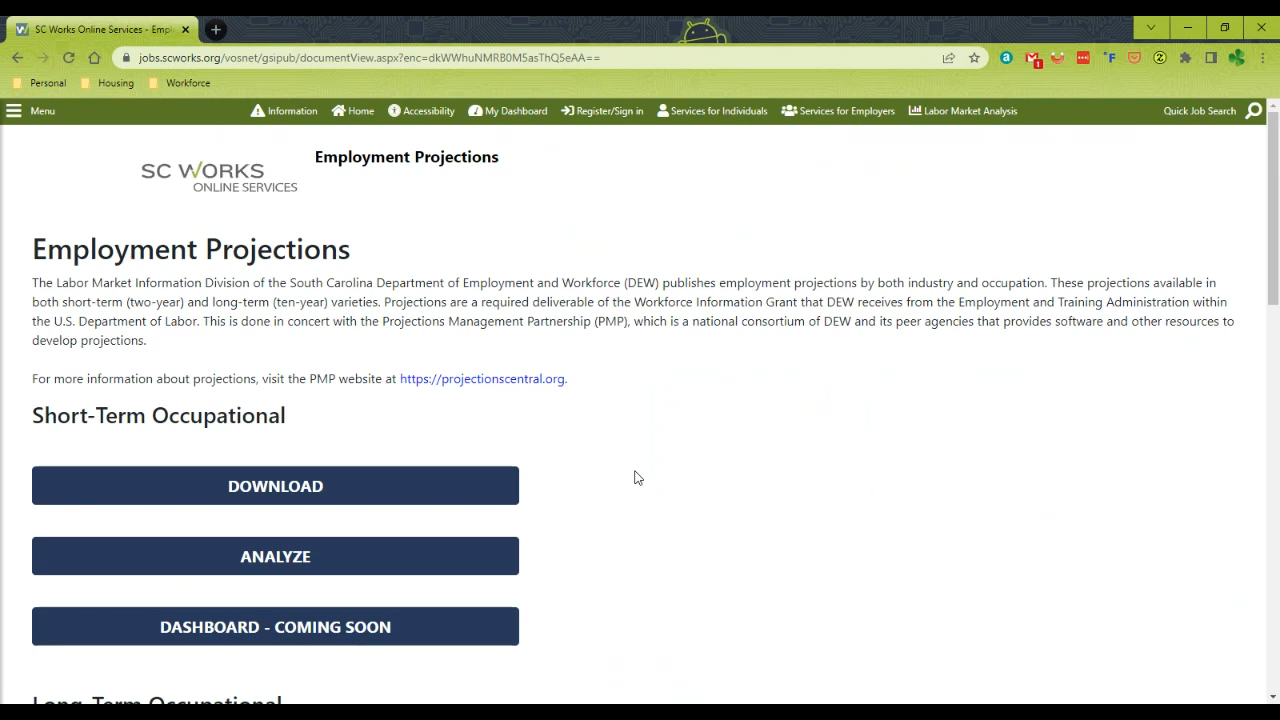 SC Works Online Services - Empl
jobs.scworks.org/vosnet/gsipub/documentView.aspx?enc=dkWWhuNMRB0M5asThQ5eAA==
Personal Housing Workforce
Menu Information Home Accessibility My Dashboard Register/Sign in Services for Individuals Services for Employers Labor Market Analysis Quick Job Search
SC WORKS
ONLINE SERVICES
Employment Projections
Employment Projections
The Labor Market Information Division of the South Carolina Department of Employment and Workforce (DEW) publishes employment projections by both industry and occupation. These projections available in
both short-term (two-year) and long-term (ten-year) varieties. Projections are a required deliverable of the Workforce Information Grant that DEW receives from the Employment and Training Administration within
the U.S. Department of Labor. This is done in concert with the Projections Management Partnership (PMP), which is a national consortium of DEW and its peer agencies that provides software and other resources to
develop projections.
For more information about projections, visit the PMP website at https://projectionscentral.org.
Short-Term Occupational
DOWNLOAD
ANALYZE
DASHBOARD - COMING SOON
Long-Term Occupational